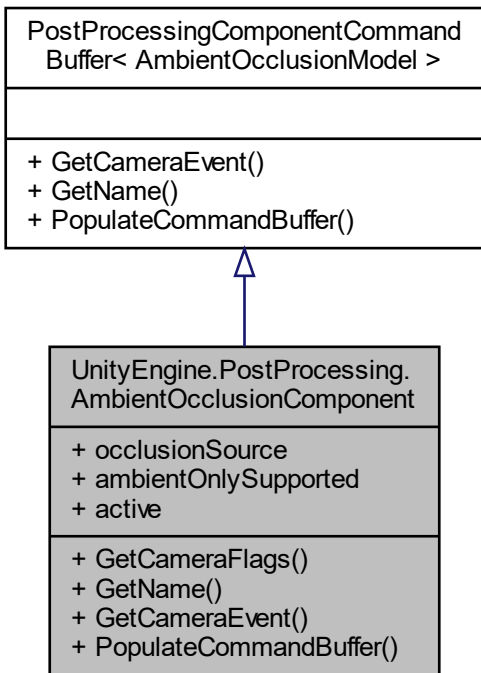 PostProcessingComponentCommand
Buffer< AmbientOcclusionModel >
+ GetCameraEvent()
+ GetName()
+ PopulateCommandBuffer()
UnityEngine.PostProcessing.
AmbientOcclusionComponent
+ occlusionSource
+ ambientOnlySupported
+ active
+ GetCameraFlags()
+ GetName()
+ GetCameraEvent()
+ PopulateCommandBuffer()